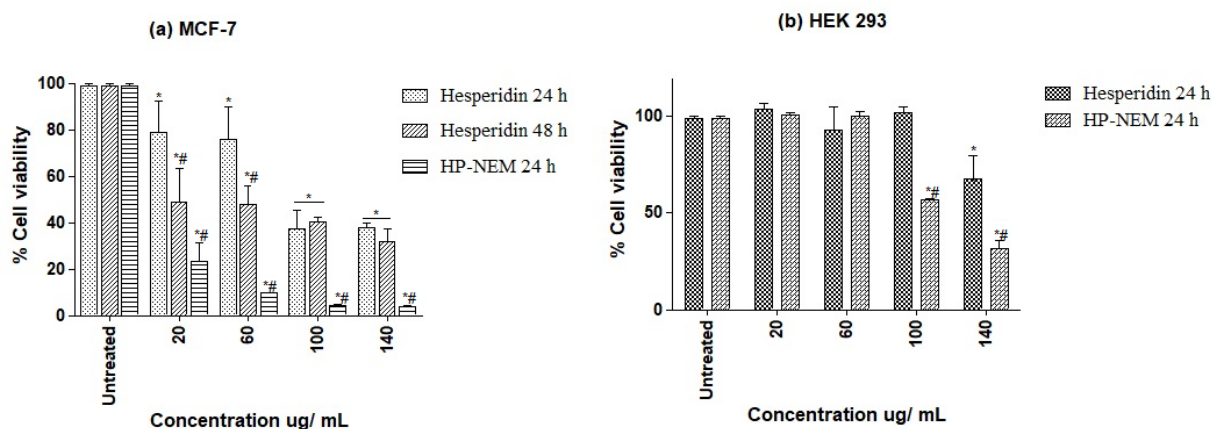 (a) MCF-7
100
80
60
40
20
0
% Cell viability
*
*#
*#
*
*#
*#
*
*#
*
*#
Untreated
20
60
100
140
Concentration ug/ mL
Hesperidin 24 h
Hesperidin 48 h
HP-NEM 24 h
(b) HEK 293
100
50
0
% Cell viability
*#
*
*#
Untreated
20
60
100
140
Concentration ug/ mL
Hesperidin 24 h
HP-NEM 24 h